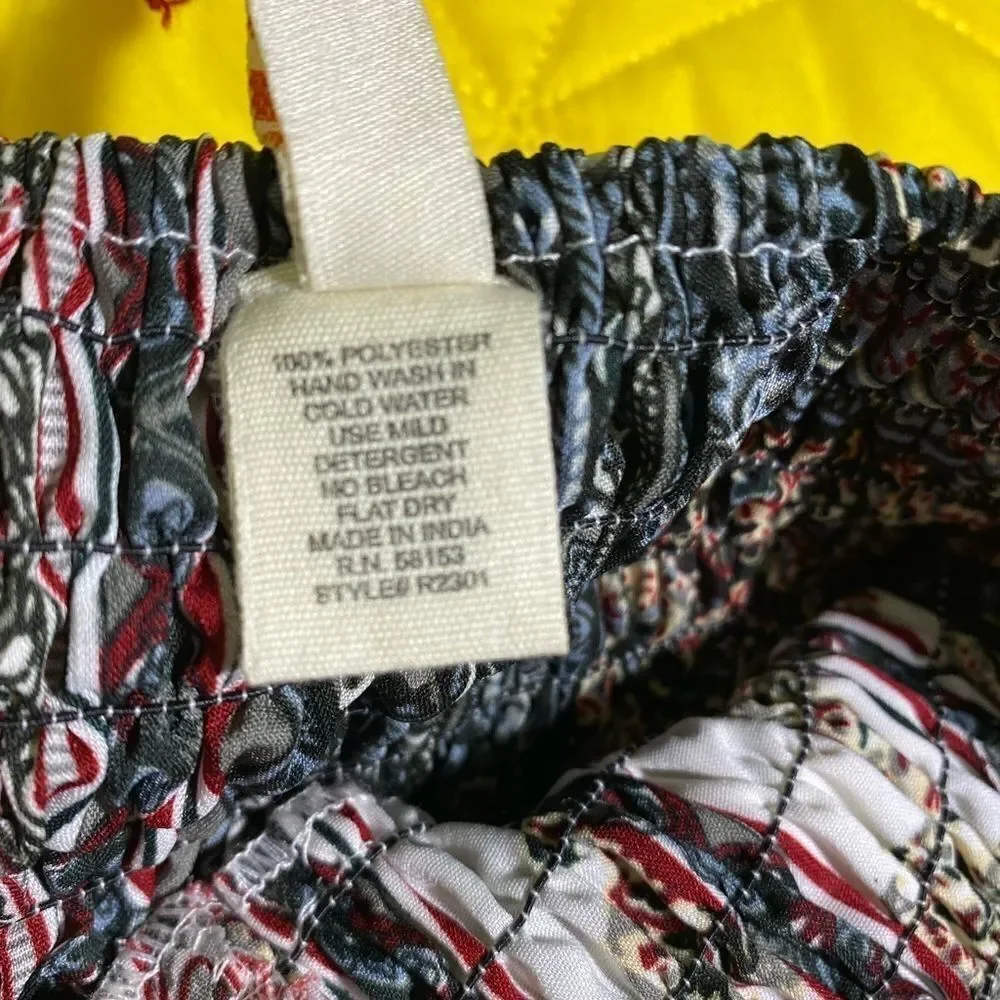 100% POLYESTER
HAND WASH IN
COLD WATER
USE MILD
DETERGENT
NO BLEACH
FLAT DRY
MADE IN INDIA
R.N. 58153
STYLE# R2301